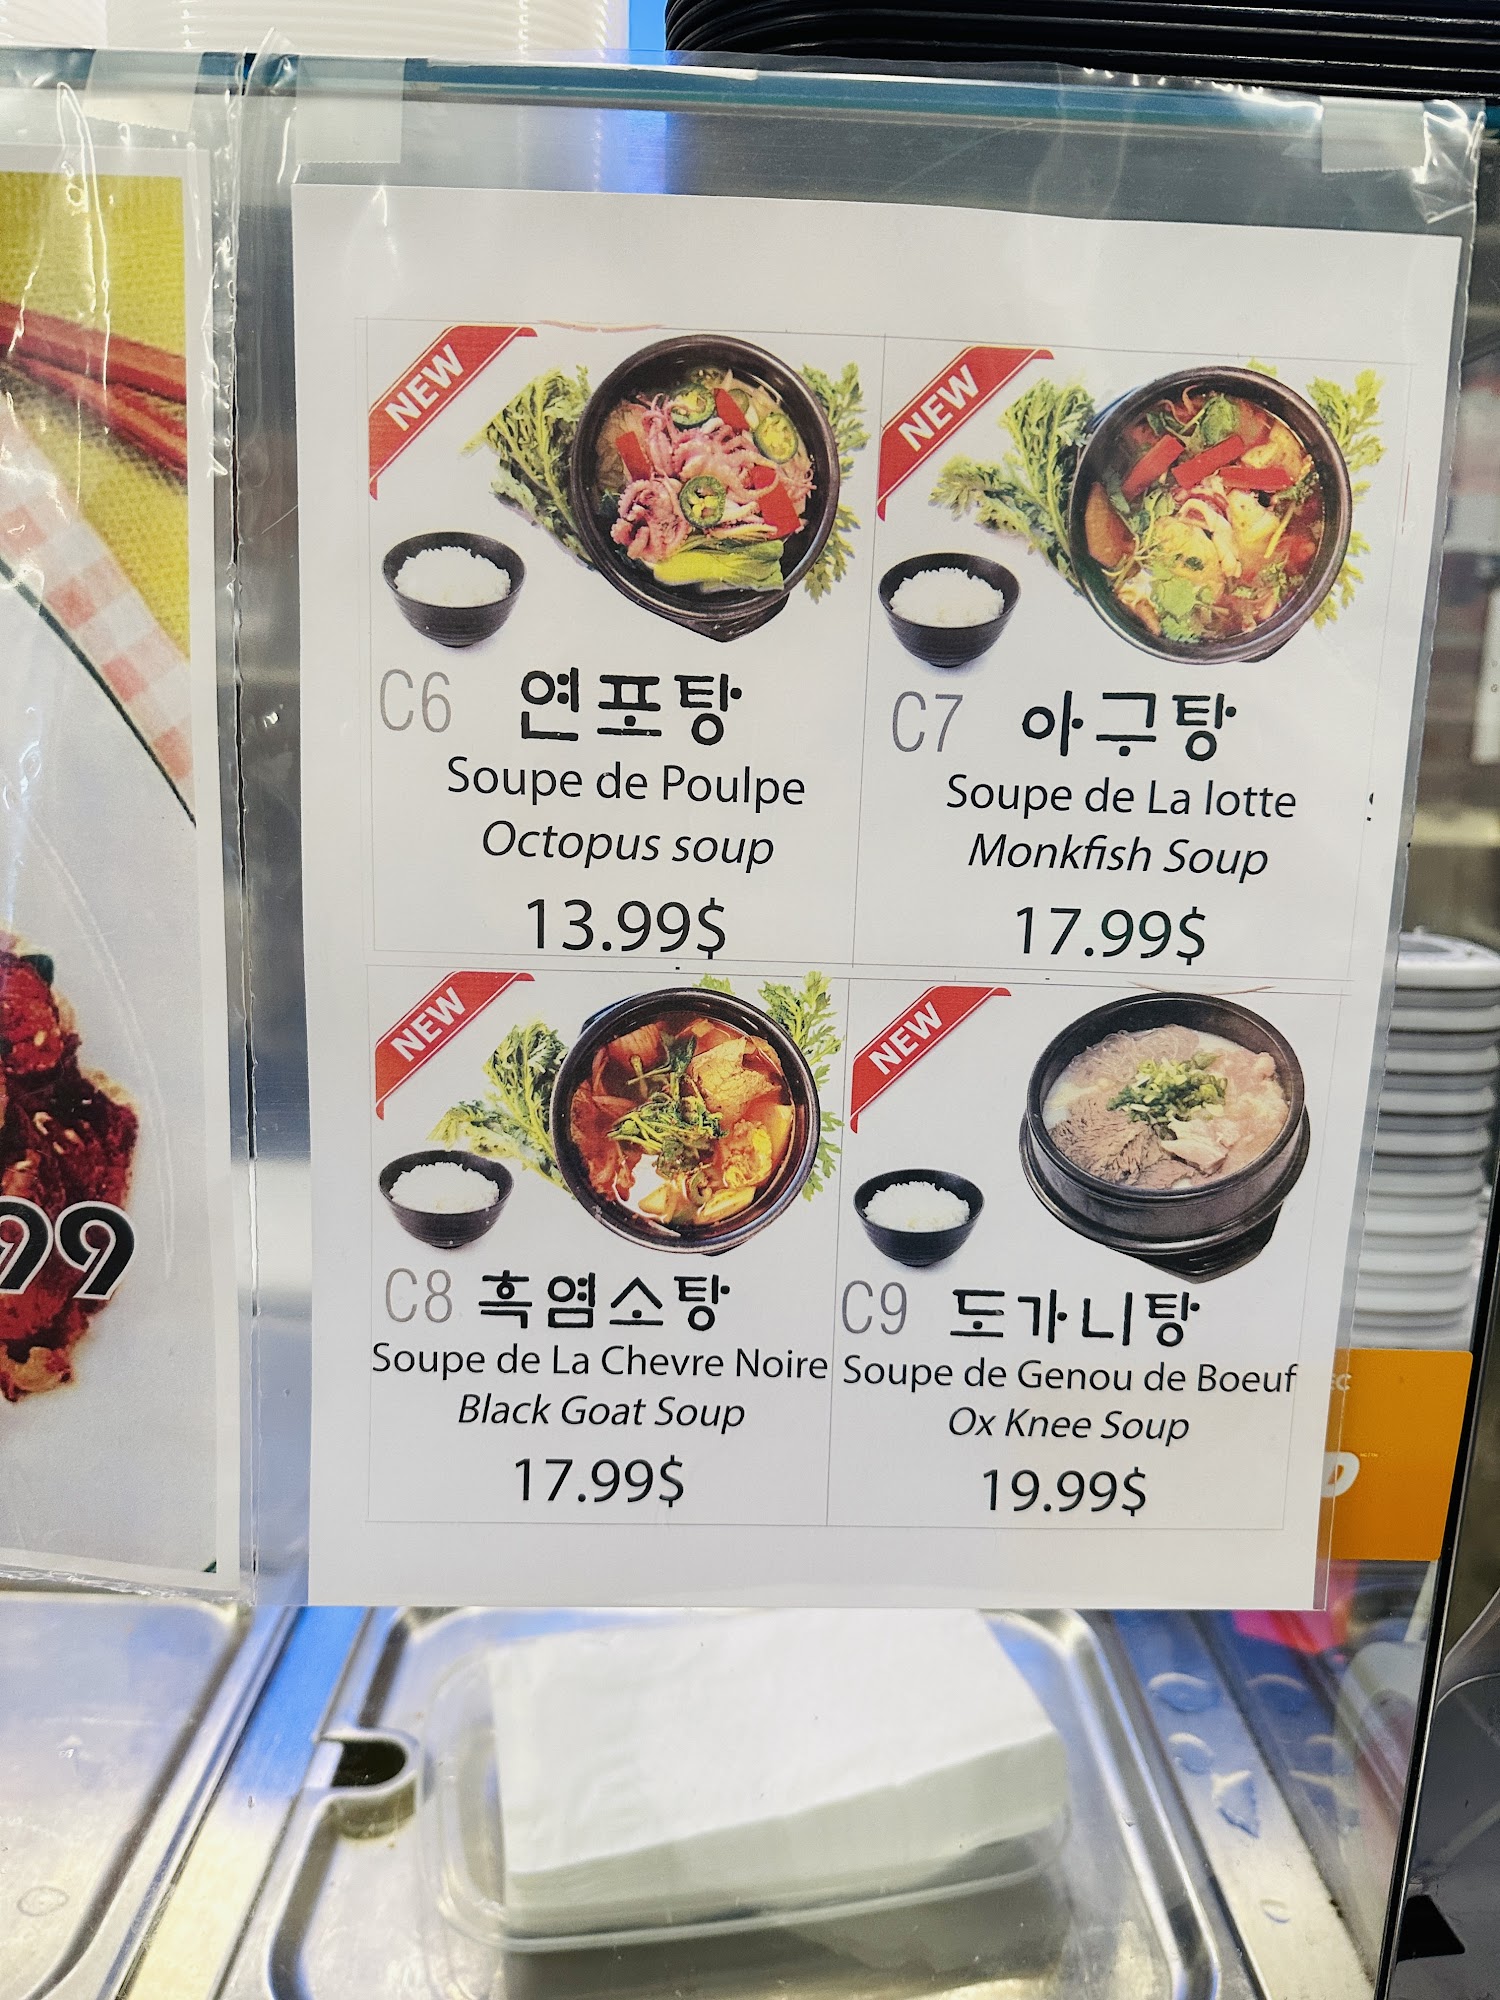 NEW
C6 연포탕
Soupe de Poulpe
Octopus soup
13.99$
NEW
C7 아구탕
Soupe de La lotte
Monkfish Soup
17.99$
NEW
C8 흑염소탕
Soupe de La Chevre Noire
Black Goat Soup
17.99$
NEW
C9 도가니탕
Soupe de Genou de Boeuf
Ox Knee Soup
19.99$
99